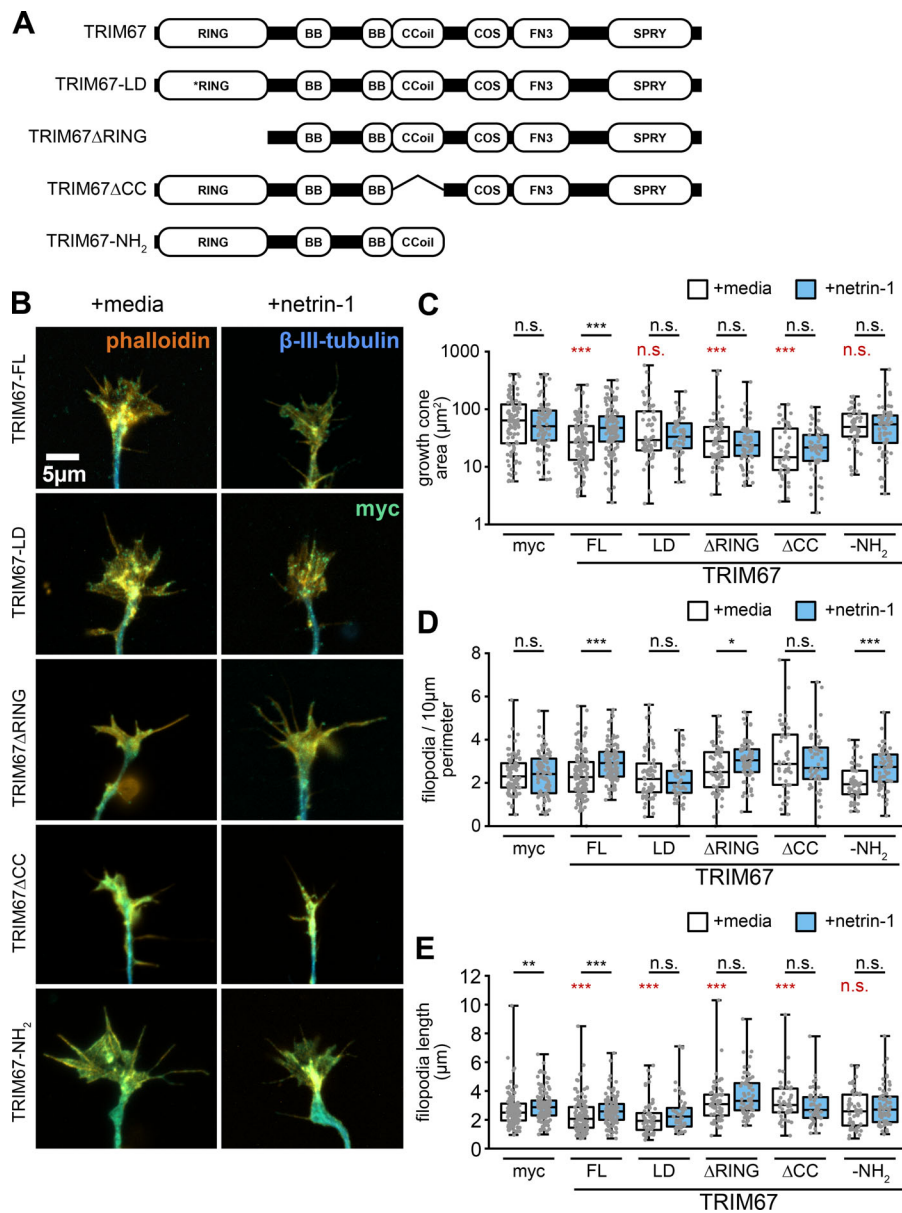 A
TRIM67
RING BB BB CCoil COS FN3 SPRY
TRIM67-LD
*RING BB BB CCoil COS FN3 SPRY
TRIM67ΔRING
BB BB CCoil COS FN3 SPRY
TRIM67ΔCC
RING BB BB COS FN3 SPRY
TRIM67-NH₂
RING BB BB CCoil
B
+media +netrin-1
phalloidin β-III-tubulin
TRIM67-FL
5µm
myc
TRIM67-LD
TRIM67ΔRING
TRIM67ΔCC
TRIM67-NH₂
C
+media +netrin-1
n.s. *** n.s. n.s. n.s. n.s.
*** n.s. *** *** n.s.
growth cone
area (µm²)
1000
100
10
1
myc FL LD ΔRING ΔCC -NH₂
TRIM67
D
+media +netrin-1
n.s. *** n.s. * n.s. ***
filopodia / 10µm
perimeter
8
6
4
2
0
myc FL LD ΔRING ΔCC -NH₂
TRIM67
E
+media +netrin-1
** *** n.s. n.s. n.s. n.s.
*** *** *** *** n.s.
filopodia length
(µm)
12
10
8
6
4
2
0
myc FL LD ΔRING ΔCC -NH₂
TRIM67